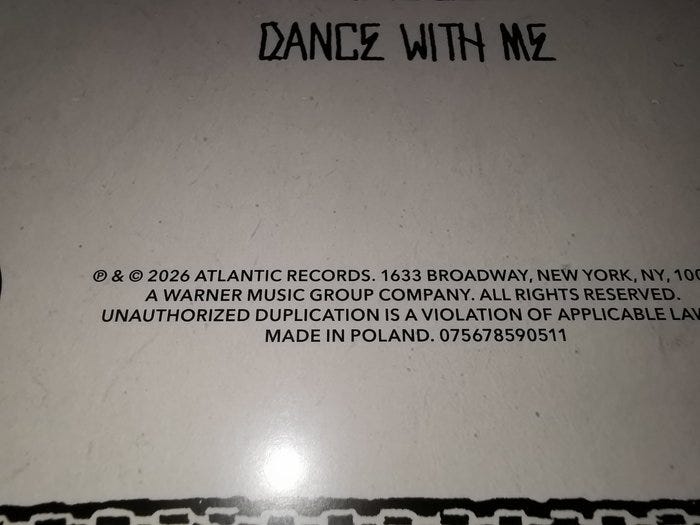 DANCE WITH ME
℗ & © 2026 ATLANTIC RECORDS. 1633 BROADWAY, NEW YORK, NY,
A WARNER MUSIC GROUP COMPANY. ALL RIGHTS RESERVED.
UNAUTHORIZED DUPLICATION IS A VIOLATION OF APPLICABLE
MADE IN POLAND. 075678590511